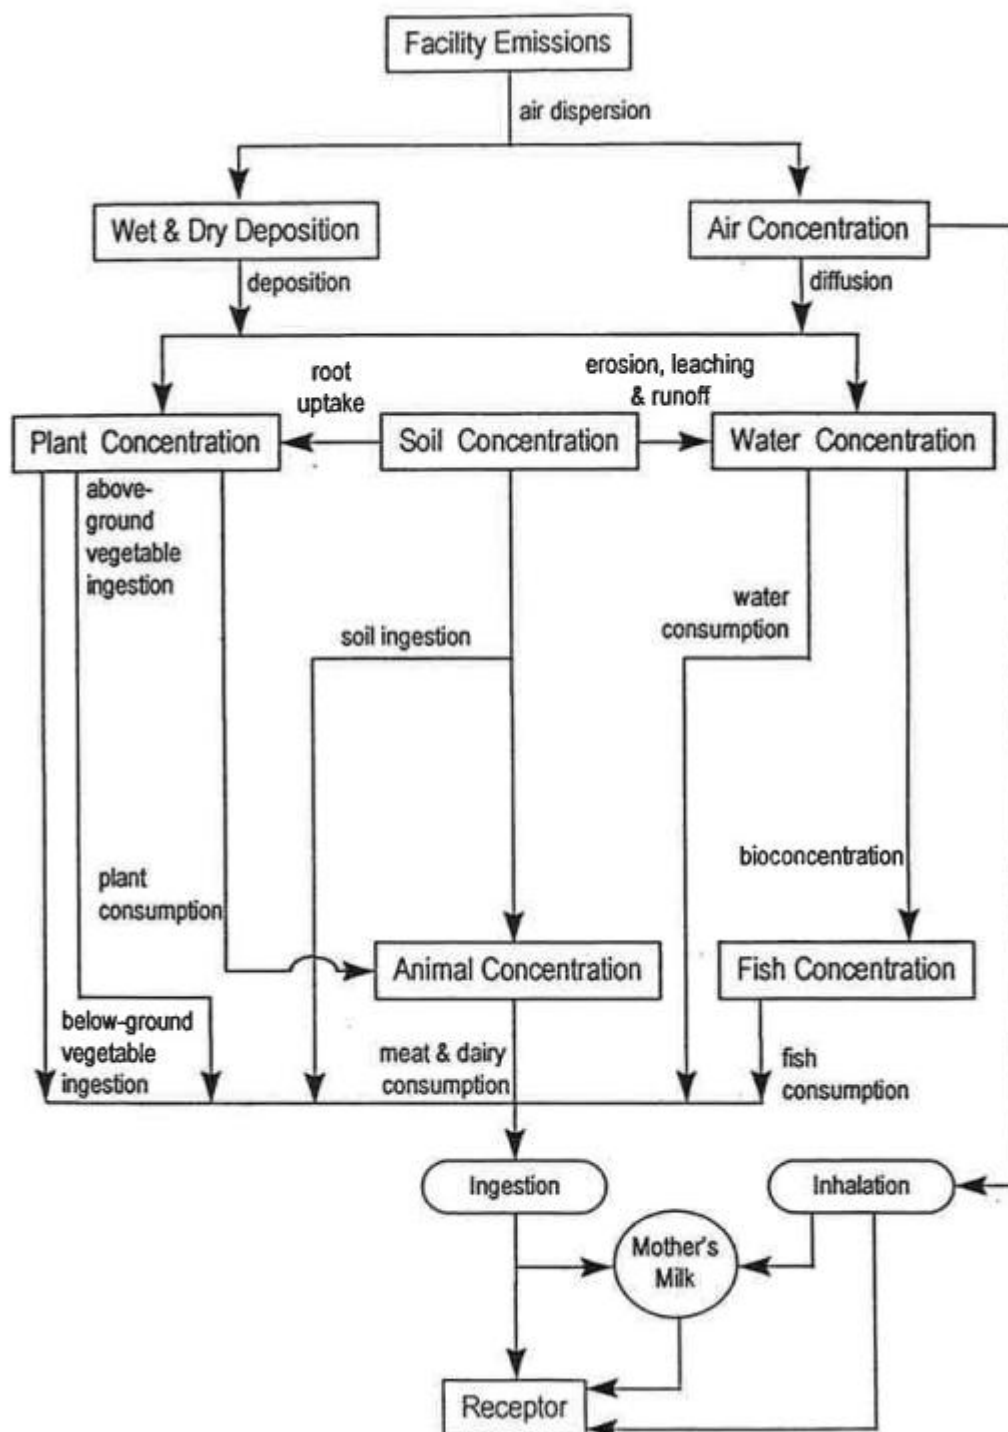 Facility Emissions
air dispersion
Wet & Dry Deposition
Air Concentration
deposition
diffusion
root
uptake
erosion, leaching
& runoff
Plant Concentration
Soil Concentration
Water Concentration
above-
ground
vegetable
ingestion
soil ingestion
water
consumption
plant
consumption
bioconcentration
Animal Concentration
Fish Concentration
below-ground
vegetable
ingestion
meat & dairy
consumption
fish
consumption
Ingestion
Inhalation
Mother's
Milk
Receptor